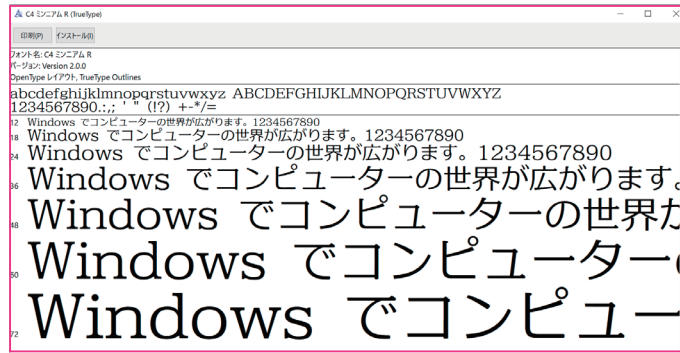 C4 ミンニアム R (TrueType)
印刷(P) インストール(I)
フォント名: C4 ミンニアム R
バージョン: Version 2.0.0
OpenType レイアウト, TrueType Outlines
abcdefghijklmnopqrstuvwxyz ABCDEFGHIJKLMNOPQRSTUVWXYZ
1234567890.:,; ' " (!?) +-*/=
12 Windows でコンピューターの世界が広がります。1234567890
18 Windows でコンピューターの世界が広がります。1234567890
24 Windows でコンピューターの世界が広がります。1234567890
36 Windows でコンピューターの世界が広がります。
48 Windows でコンピューターの世界が
60 Windows でコンピューターの
72 Windows でコンピュー